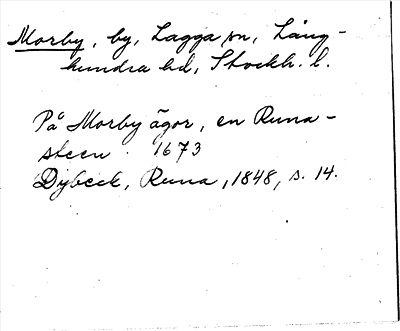 Morby, by, Lagga sn, Lång-
hundra hd, Stockh. l.
På Morby ägor, en Runa-
steen. 1673
Dybeck, Runa, 1848, s. 14.